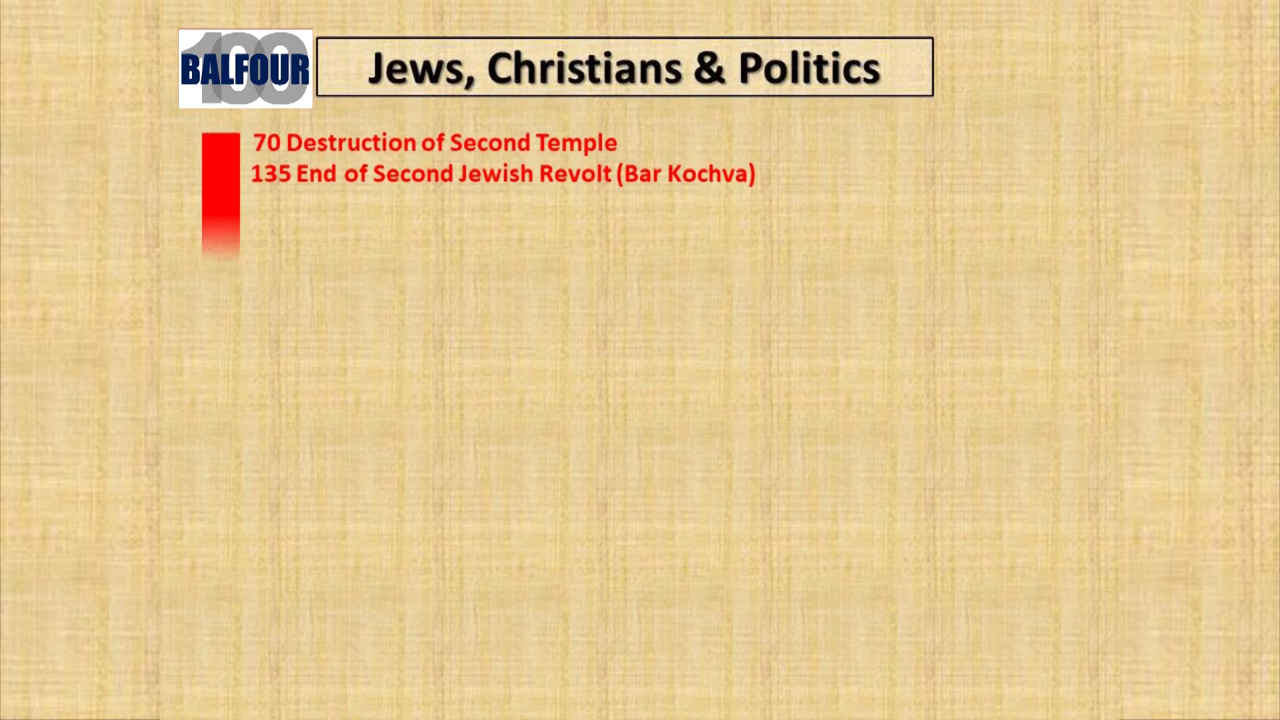 100
BALFOUR
Jews, Christians & Politics
70 Destruction of Second Temple
135 End of Second Jewish Revolt (Bar Kochva)